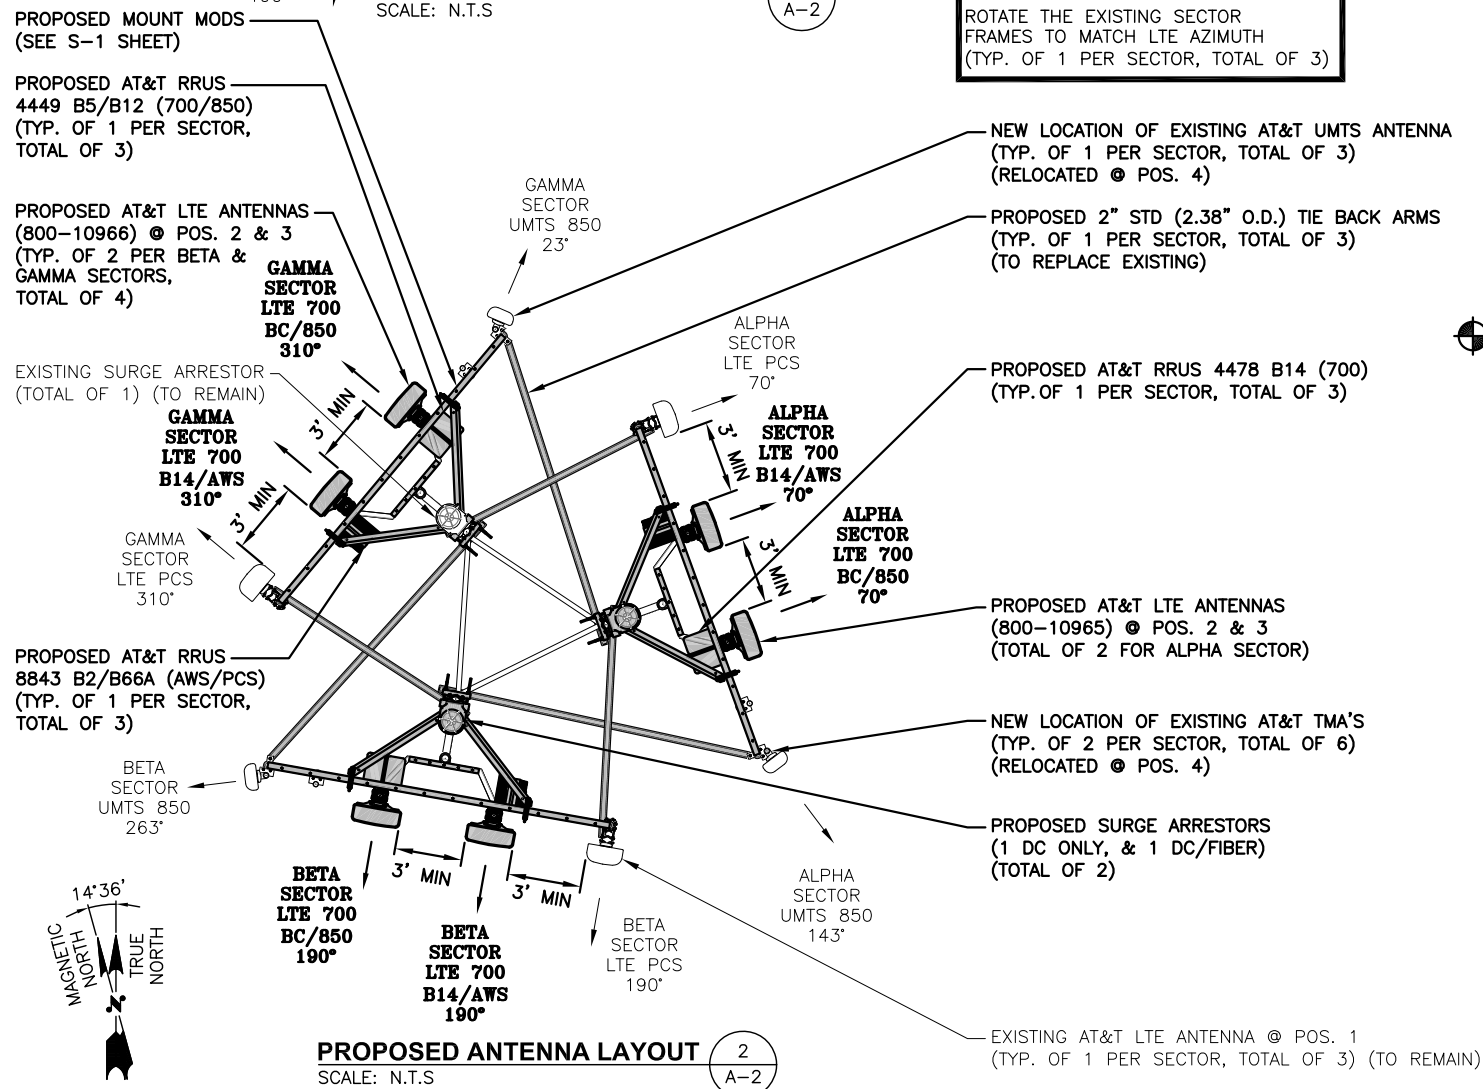 SCALE: N.T.S
A-2
PROPOSED MOUNT MODS
(SEE S-1 SHEET)
PROPOSED AT&T RRUS
4449 B5/B12 (700/850)
(TYP. OF 1 PER SECTOR,
TOTAL OF 3)
PROPOSED AT&T LTE ANTENNAS
(800-10966) @ POS. 2 & 3
(TYP. OF 2 PER BETA &
GAMMA SECTORS,
TOTAL OF 4)
EXISTING SURGE ARRESTOR
(TOTAL OF 1) (TO REMAIN)
PROPOSED AT&T RRUS
8843 B2/B66A (AWS/PCS)
(TYP. OF 1 PER SECTOR,
TOTAL OF 3)
ROTATE THE EXISTING SECTOR
FRAMES TO MATCH LTE AZIMUTH
(TYP. OF 1 PER SECTOR, TOTAL OF 3)
NEW LOCATION OF EXISTING AT&T UMTS ANTENNA
(TYP. OF 1 PER SECTOR, TOTAL OF 3)
(RELOCATED @ POS. 4)
PROPOSED 2" STD (2.38" O.D.) TIE BACK ARMS
(TYP. OF 1 PER SECTOR, TOTAL OF 3)
(TO REPLACE EXISTING)
PROPOSED AT&T RRUS 4478 B14 (700)
(TYP.OF 1 PER SECTOR, TOTAL OF 3)
PROPOSED AT&T LTE ANTENNAS
(800-10965) @ POS. 2 & 3
(TOTAL OF 2 FOR ALPHA SECTOR)
NEW LOCATION OF EXISTING AT&T TMA'S
(TYP. OF 2 PER SECTOR, TOTAL OF 6)
(RELOCATED @ POS. 4)
PROPOSED SURGE ARRESTORS
(1 DC ONLY, & 1 DC/FIBER)
(TOTAL OF 2)
EXISTING AT&T LTE ANTENNA @ POS. 1
(TYP. OF 1 PER SECTOR, TOTAL OF 3) (TO REMAIN)
GAMMA
SECTOR
UMTS 850
23°
GAMMA
SECTOR
LTE 700
BC/850
310°
3' MIN
GAMMA
SECTOR
LTE 700
B14/AWS
310°
3' MIN
GAMMA
SECTOR
LTE PCS
310°
ALPHA
SECTOR
LTE PCS
70°
3' MIN
ALPHA
SECTOR
LTE 700
B14/AWS
70°
3' MIN
ALPHA
SECTOR
LTE 700
BC/850
70°
ALPHA
SECTOR
UMTS 850
143°
BETA
SECTOR
UMTS 850
263°
BETA
SECTOR
LTE 700
BC/850
190°
3' MIN
BETA
SECTOR
LTE 700
B14/AWS
190°
3' MIN
BETA
SECTOR
LTE PCS
190°
14°36'
MAGNETIC
NORTH
TRUE
NORTH
N
PROPOSED ANTENNA LAYOUT
SCALE: N.T.S
2
A-2